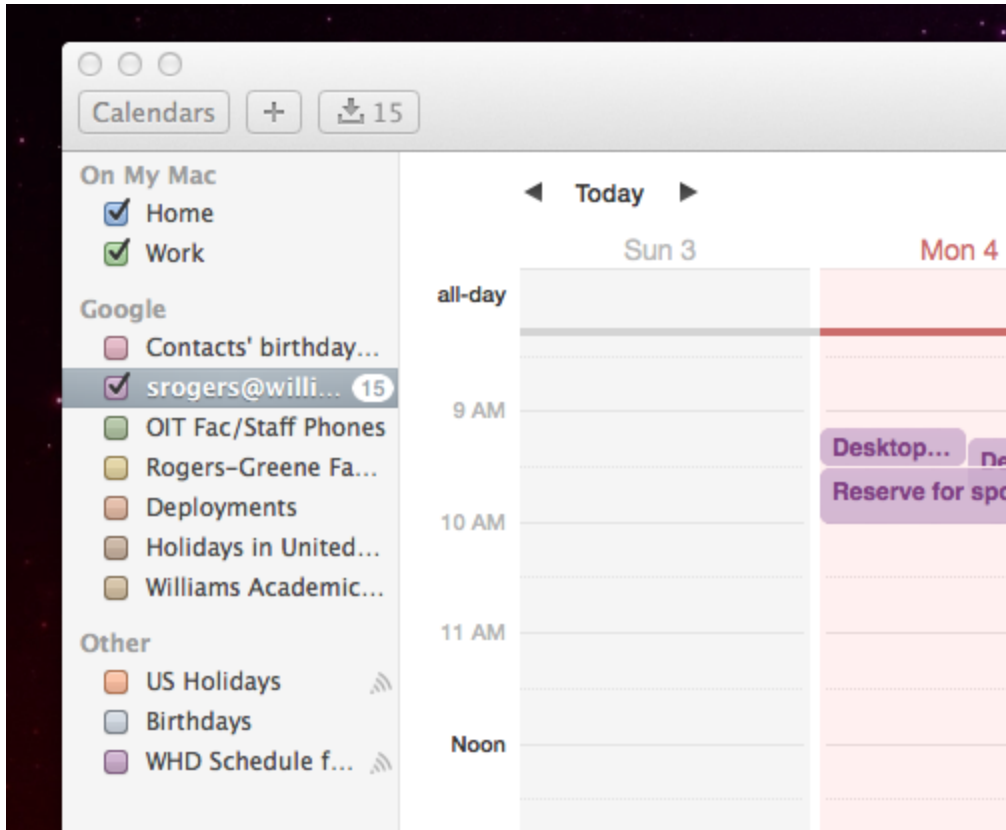 Calendars + 15
On My Mac
Home
Work
Google
Contacts' birthday...
srogers@willi... 15
OIT Fac/Staff Phones
Rogers-Greene Fa...
Deployments
Holidays in United...
Williams Academic...
Other
US Holidays
Birthdays
WHD Schedule f...
Today
Sun 3 Mon 4
all-day
9 AM
Desktop... De
Reserve for spo
10 AM
11 AM
Noon